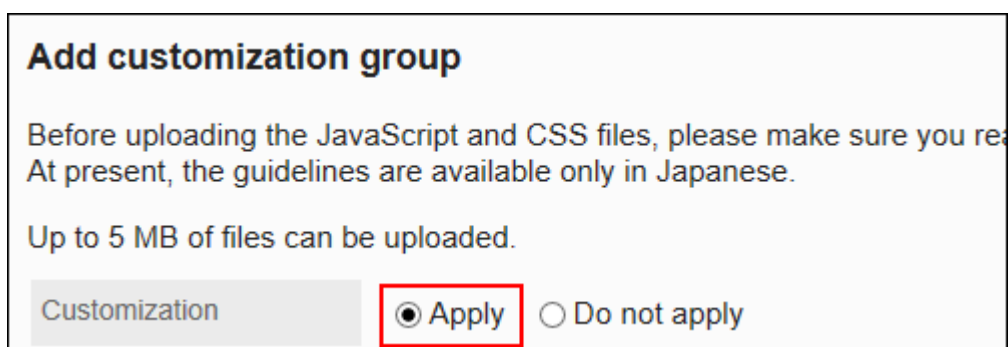 Add customization group
Before uploading the JavaScript and CSS files, please make sure you
At present, the guidelines are available only in Japanese.
Up to 5 MB of files can be uploaded.
Customization Apply Do not apply